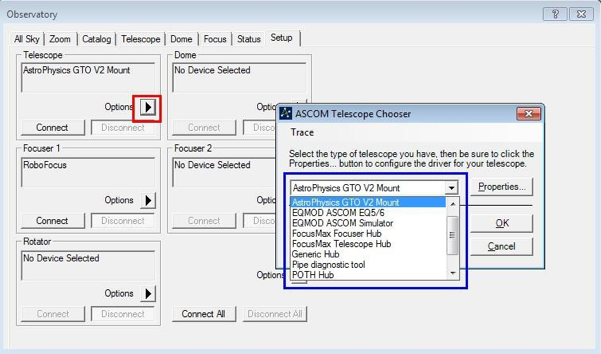 Observatory
All Sky Zoom Catalog Telescope Dome Focus Status Setup
Telescope
AstroPhysics GTO V2 Mount
Options
Connect Disconnect
Dome
No Device Selected
Focuser 1
RoboFocus
Options
Connect Disconnect
Focuser 2
No Device Selected
Rotator
No Device Selected
Options
Connect Disconnect
Connect All Disconnect All
ASCOM Telescope Chooser
Trace
Select the type of telescope you have, then be sure to click the
Properties... button to configure the driver for your telescope.
AstroPhysics GTO V2 Mount
Properties...
AstroPhysics GTO V2 Mount
EQMOD ASCOM EQ5/6
EQMOD ASCOM Simulator
FocusMax Focuser Hub
FocusMax Telescope Hub
Generic Hub
Pipe diagnostic tool
POTH Hub
OK
Cancel